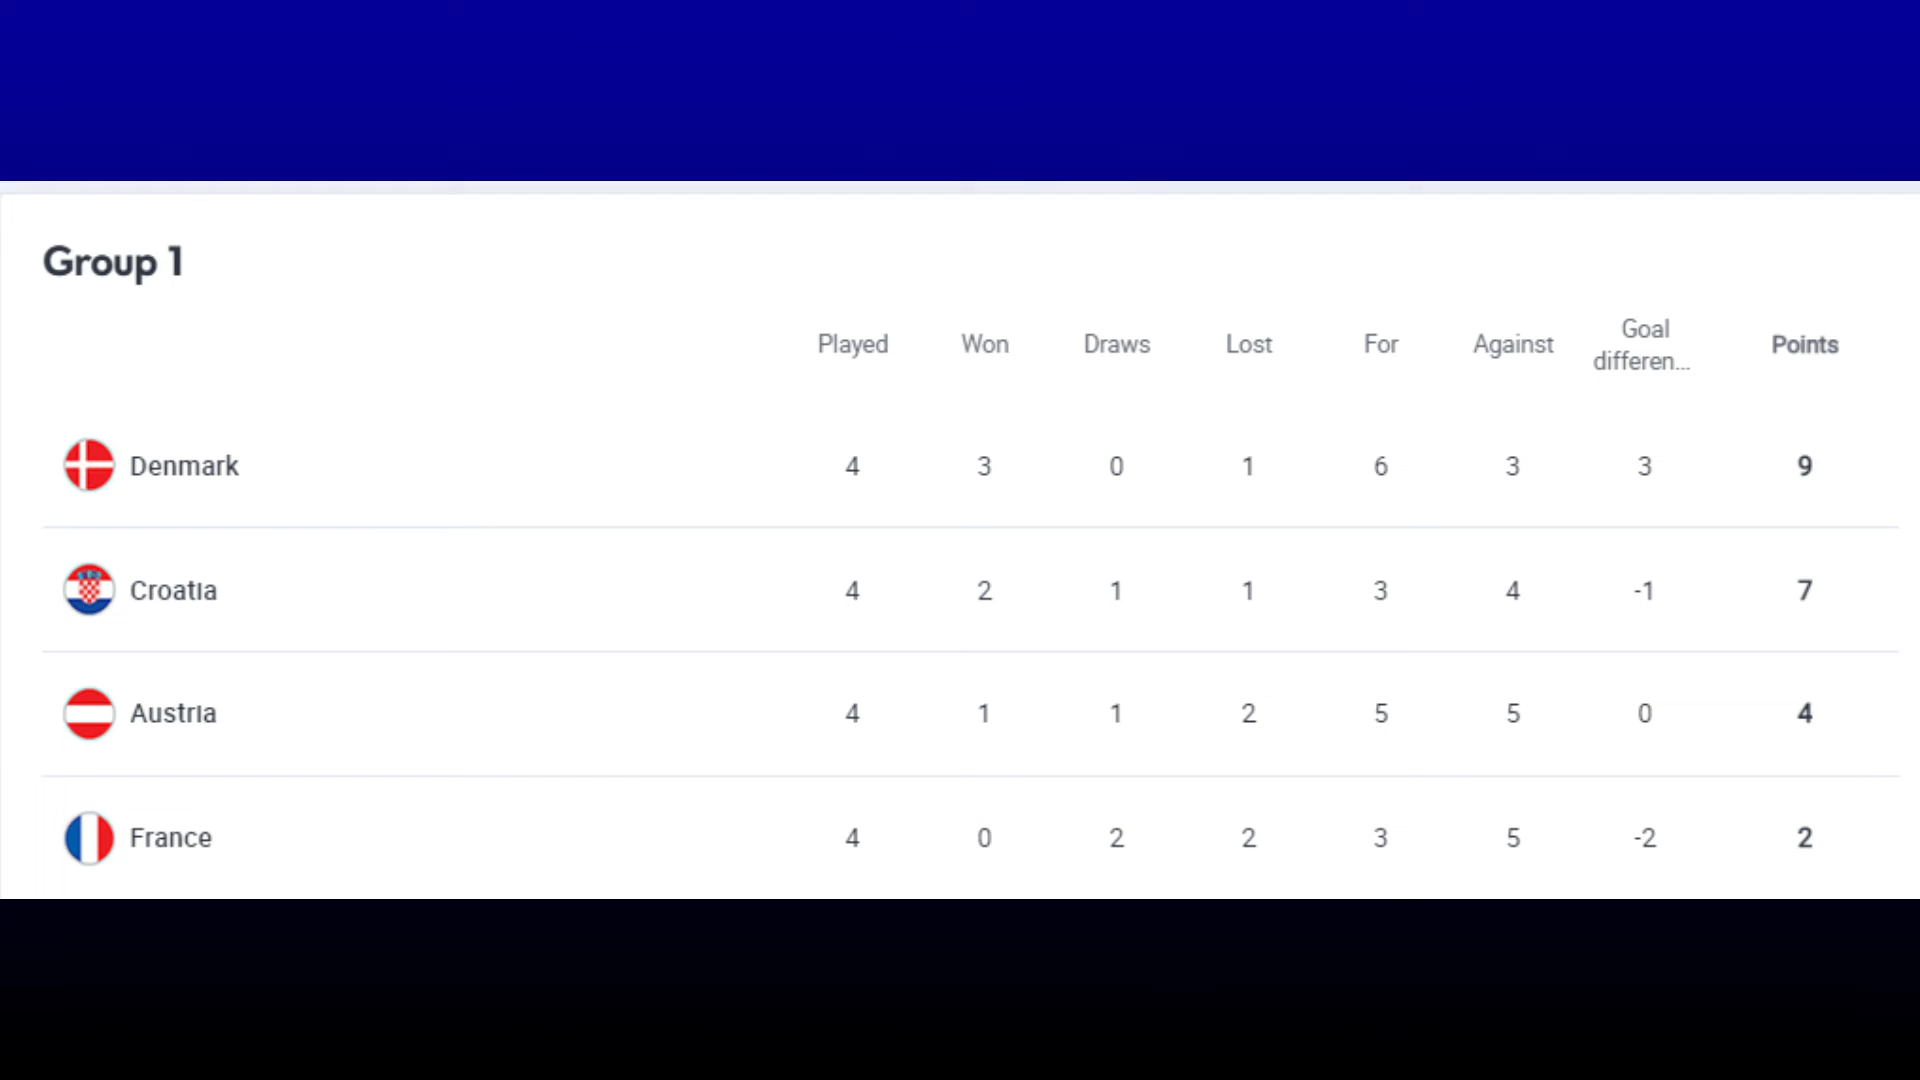 Group 1
Played Won Draws Lost For Against Goal differen... Points
Denmark 4 3 0 1 6 3 3 9
Croatia 4 2 1 1 3 4 -1 7
Austria 4 1 1 2 5 5 0 4
France 4 0 2 2 3 5 -2 2